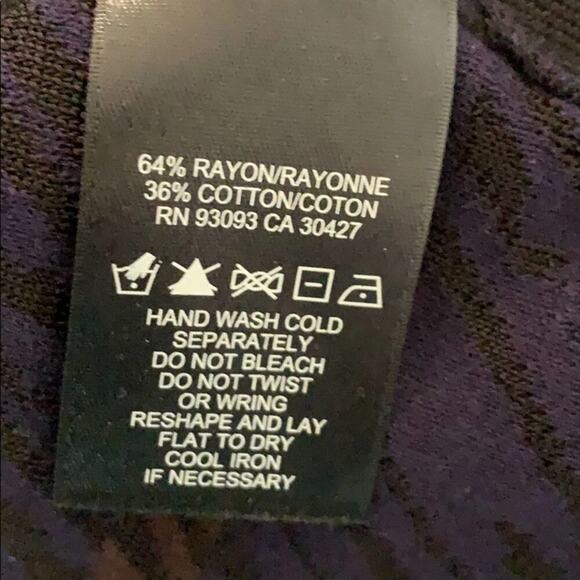 64% RAYON/RAYONNE
36% COTTON/COTON
RN 93093 CA 30427
HAND WASH COLD
SEPARATELY
DO NOT BLEACH
DO NOT TWIST
OR WRING
RESHAPE AND LAY
FLAT TO DRY
COOL IRON
IF NECESSARY